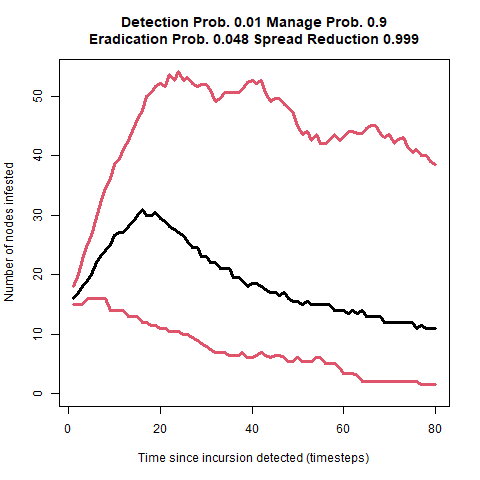 Detection Prob. 0.01 Manage Prob. 0.9
Eradication Prob. 0.048 Spread Reduction 0.999
Number of nodes infested
50
40
30
20
10
0
0 20 40 60 80
Time since incursion detected (timesteps)